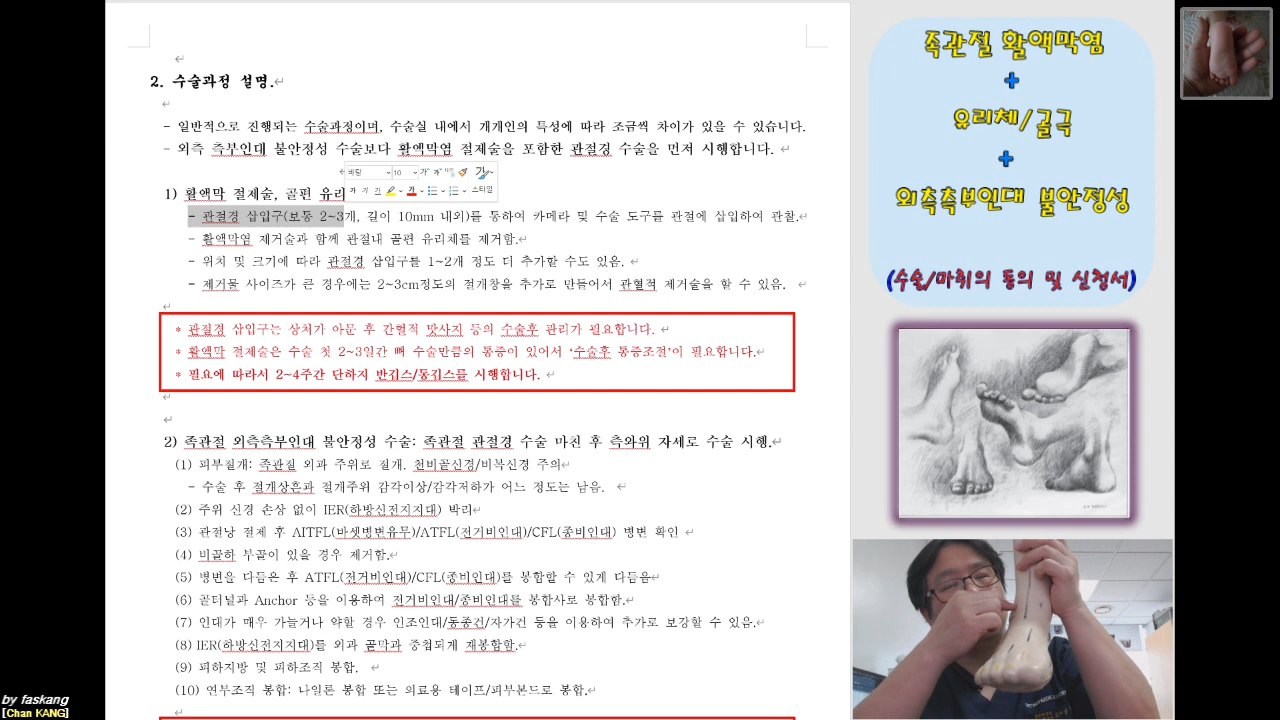 2. 수술과정 설명.
- 일반적으로 진행되는 수술과정이며, 수술실 내에서 개개인의 특성에 따라 조금씩 차이가 있을 수 있습니다.
- 외측 측부인대 불안정성 수술보다 활액막염 절제술을 포함한 관절경 수술을 먼저 시행합니다.
바탕 10 가 가
가 가 가 가 스타일
1) 활액막 절제술, 골편 유리
- 관절경 삽입구(보통 2~3개, 길이 10mm 내외)를 통하여 카메라 및 수술 도구를 관절에 삽입하여 관찰.
- 활액막염 제거술과 함께 관절내 골편 유리체를 제거함.
- 위치 및 크기에 따라 관절경 삽입구를 1~2개 정도 더 추가할 수도 있음.
- 제거물 사이즈가 큰 경우에는 2~3cm정도의 절개창을 추가로 만들어서 관혈적 제거술을 할 수 있음.
* 관절경 삽입구는 상처가 아문 후 간헐적 맛사지 등의 수술후 관리가 필요합니다.
* 활액막 절제술은 수술 첫 2~3일간 뼈 수술만큼의 통증이 있어서 '수술후 통증조절'이 필요합니다.
* 필요에 따라서 2~4주간 단하지 반깁스/통깁스를 시행합니다.
2) 족관절 외측측부인대 불안정성 수술: 족관절 관절경 수술 마친 후 측와위 자세로 수술 시행.
(1) 피부절개: 족관절 외과 주위로 절개. 천비골신경/비복신경 주의
- 수술 후 절개상흔과 절개주위 감각이상/감각저하가 어느 정도는 남음.
(2) 주위 신경 손상 없이 IER(하방신전지지대) 박리
(3) 관절낭 절제 후 AITFL(바셋병변유무)/ATFL(전거비인대)/CFL(종비인대) 병변 확인
(4) 비골하 부골이 있을 경우 제거함.
(5) 병변을 다듬은 후 ATFL(전거비인대)/CFL(종비인대)를 봉합할 수 있게 다듬음
(6) 골터널과 Anchor 등을 이용하여 전거비인대/종비인대를 봉합사로 봉합함.
(7) 인대가 매우 가늘거나 약할 경우 인조인대/동종건/자가건 등을 이용하여 추가로 보강할 수 있음.
(8) IER(하방신전지지대)를 외과 골막과 중첩되게 재봉합함.
(9) 피하지방 및 피하조직 봉합.
(10) 연부조직 봉합: 나일론 봉합 또는 의료용 테이프/피부본드로 봉합.
족관절 활액막염
+
유리체/골극
+
외측측부인대 불안정성
(수술/마취의 동의 및 신청서)
by faskang
[Chan KANG]